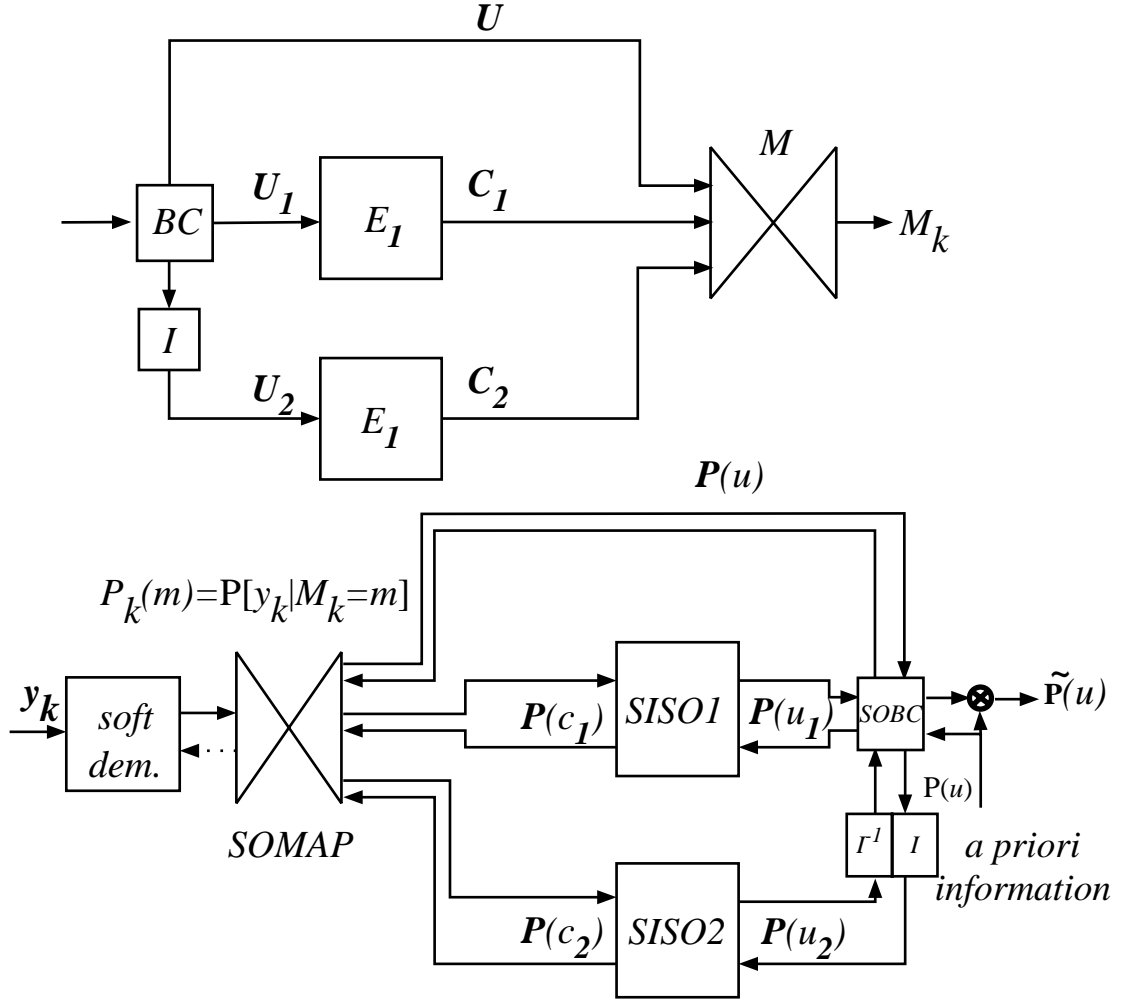 U
M
BC
U1
E1
C1
Mk
I
U2
E1
C2
P(u)
Pk(m)=P[yk|Mk=m]
yk
soft
dem.
SOMAP
P(c1)
SISO1
P(u1)
SOBC
P̃(u)
P(u)
I-1
I
a priori
information
P(c2)
SISO2
P(u2)